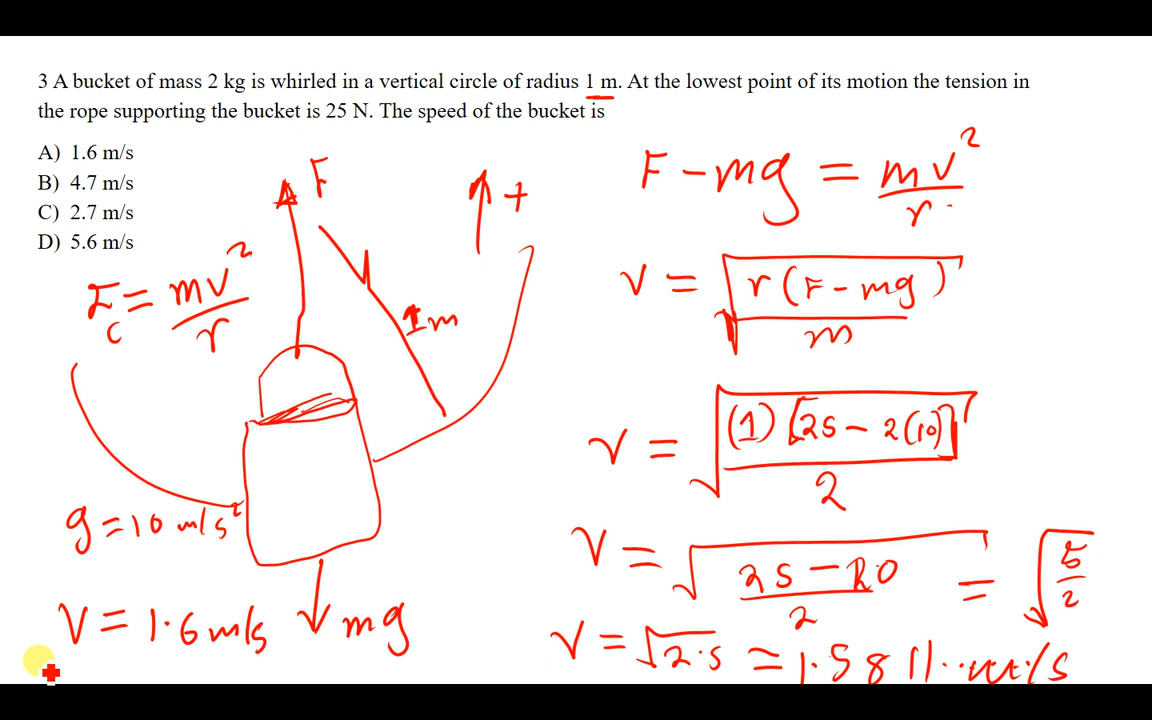 3 A bucket of mass 2 kg is whirled in a vertical circle of radius 1 m. At the lowest point of its motion the tension in
the rope supporting the bucket is 25 N. The speed of the bucket is
A) 1.6 m/s
B) 4.7 m/s
C) 2.7 m/s
D) 5.6 m/s
F
+
1m
F_c = mv²/r
g = 10 m/s²
V = 1.6 m/s
mg
F - mg = mv²/r
v = √(r(F - mg)/m)
v = √((1)[25 - 2(10)]/2)
v = √((25 - 20)/2) = √(5/2)
v = √2.5 = 1.5811.. m/s